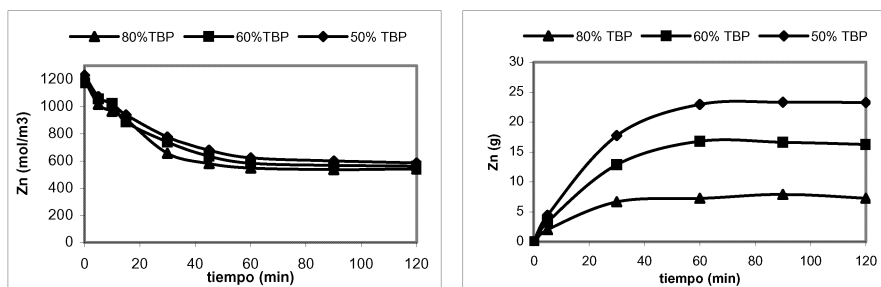 80%TBP 60%TBP 50% TBP
Zn (mol/m3)
1200
1000
800
600
400
200
0
0 20 40 60 80 100 120
tiempo (min)
80% TBP 60% TBP 50% TBP
Zn (g)
30
25
20
15
10
5
0
0 20 40 60 80 100 120
tiempo (min)